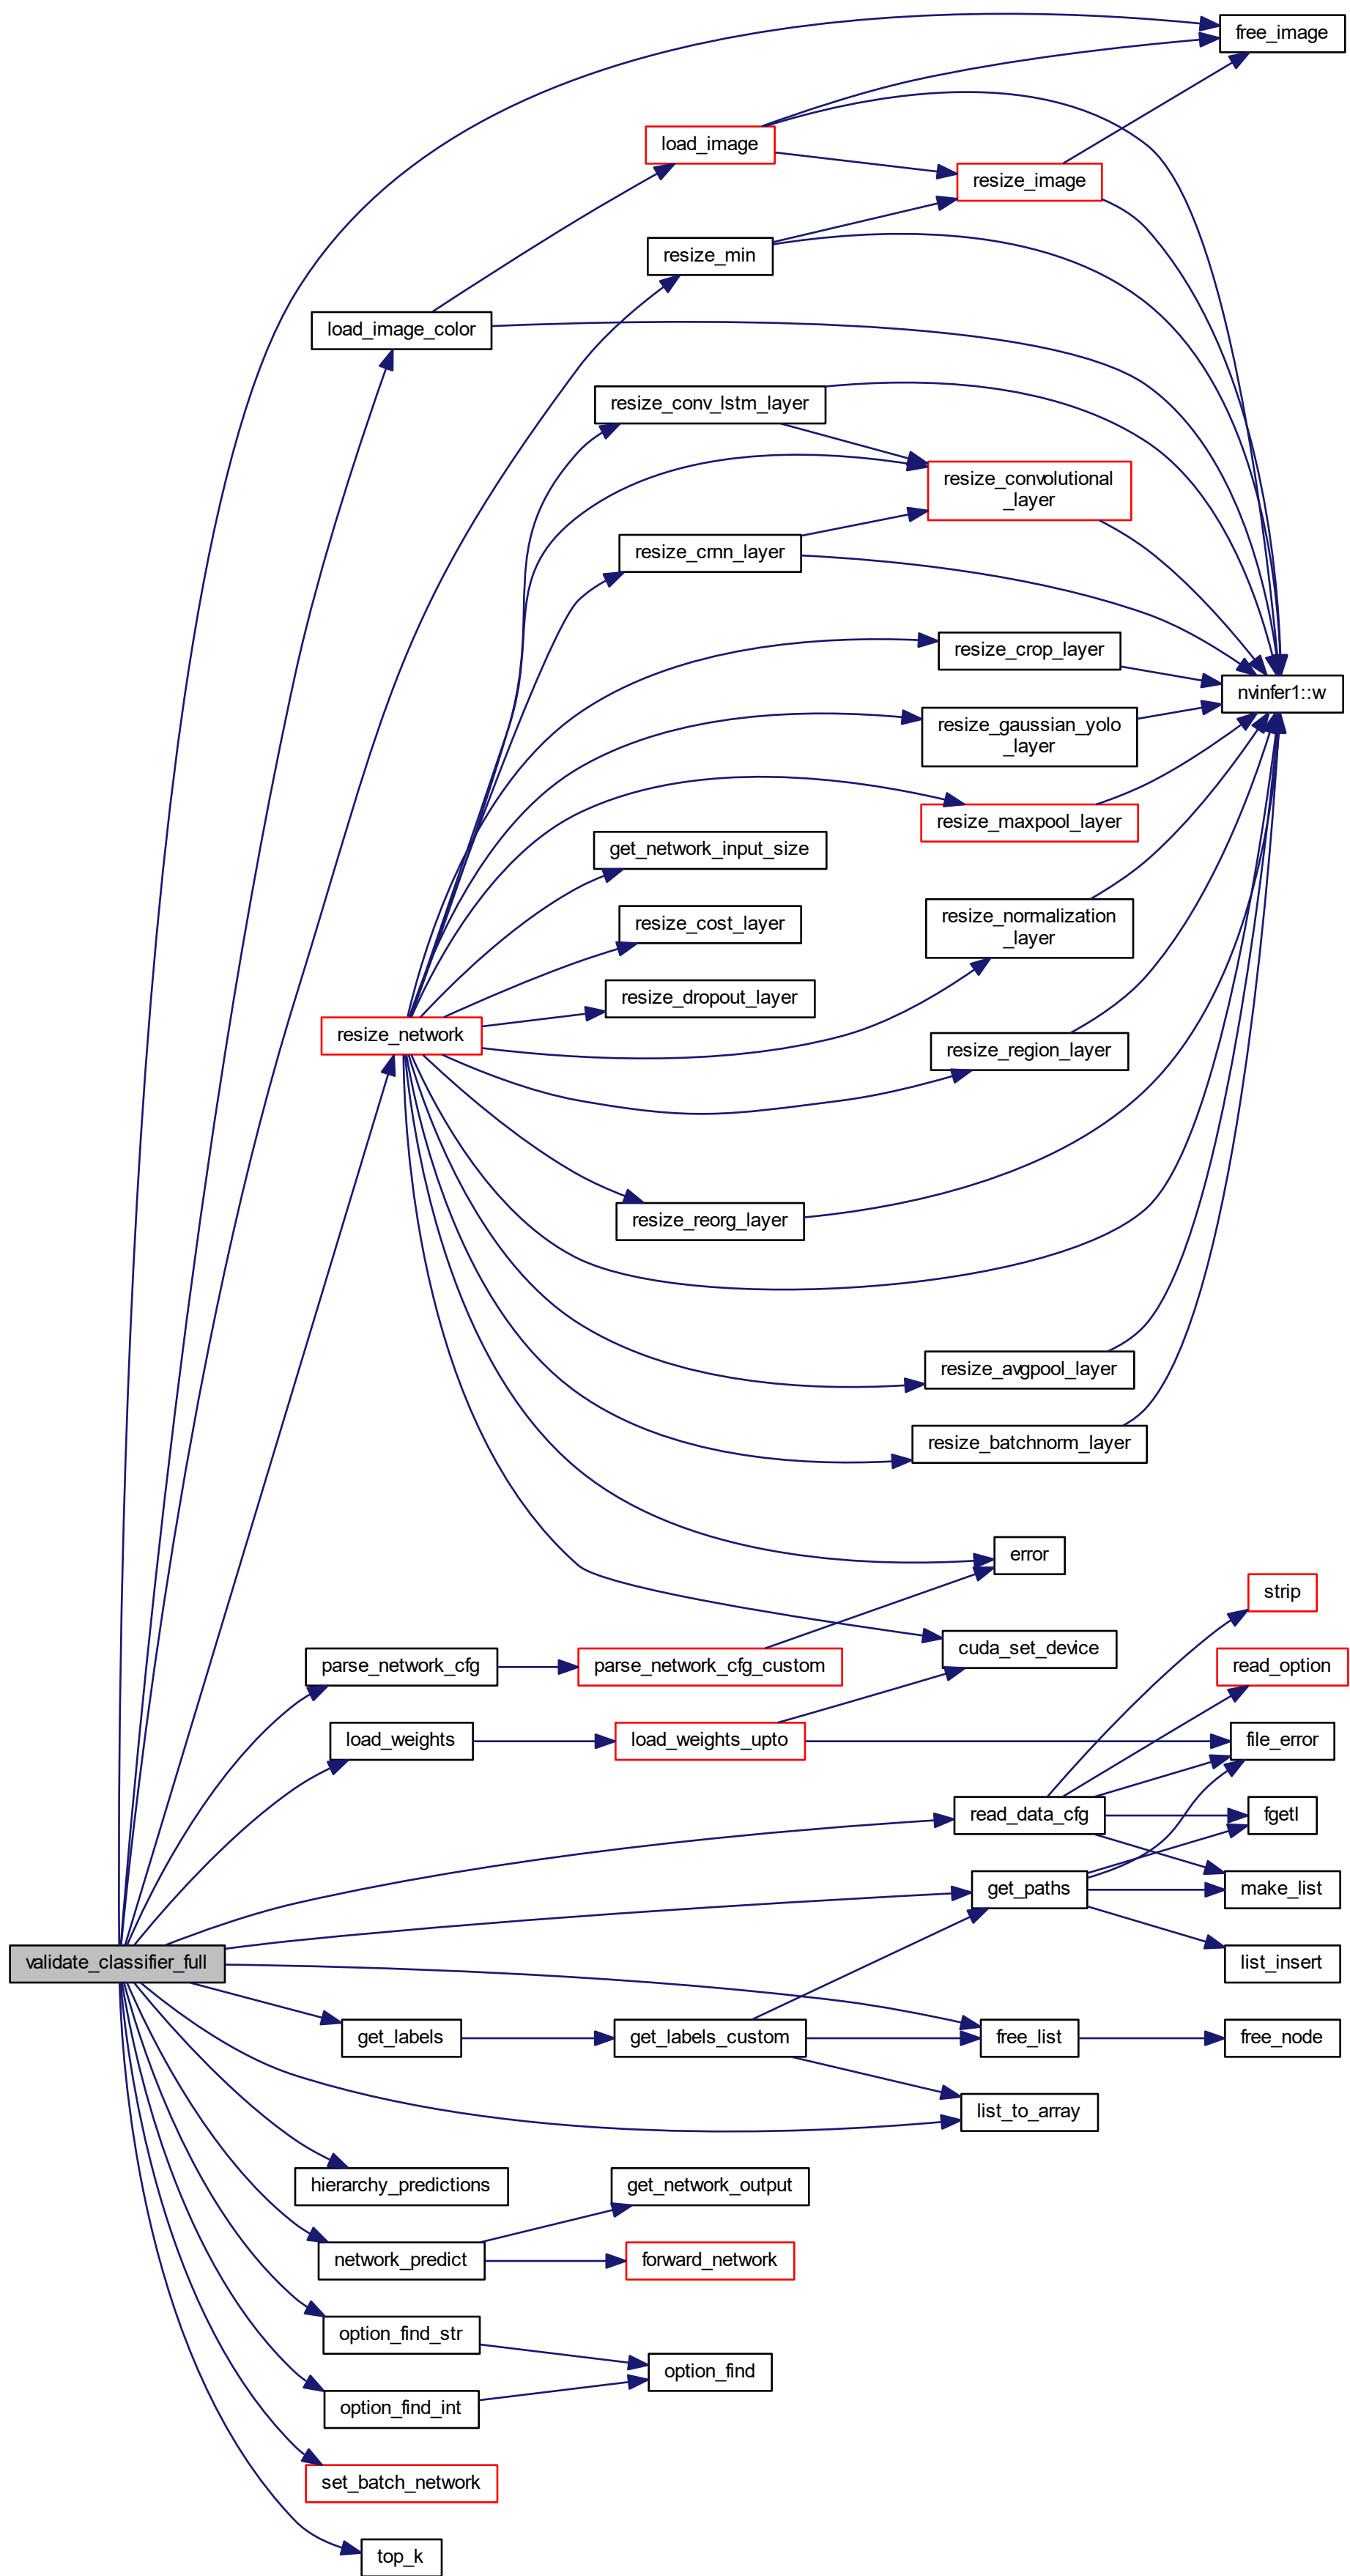 free_image
load_image
resize_image
resize_min
load_image_color
resize_conv_lstm_layer
resize_convolutional
_layer
resize_crnn_layer
resize_crop_layer
nvinfer1::w
resize_gaussian_yolo
_layer
resize_maxpool_layer
get_network_input_size
resize_cost_layer
resize_normalization
_layer
resize_dropout_layer
resize_network
resize_region_layer
resize_reorg_layer
resize_avgpool_layer
resize_batchnorm_layer
error
strip
cuda_set_device
parse_network_cfg
parse_network_cfg_custom
read_option
load_weights
load_weights_upto
file_error
read_data_cfg
fgetl
get_paths
make_list
validate_classifier_full
list_insert
get_labels
get_labels_custom
free_list
free_node
list_to_array
hierarchy_predictions
get_network_output
network_predict
forward_network
option_find_str
option_find
option_find_int
set_batch_network
top_k